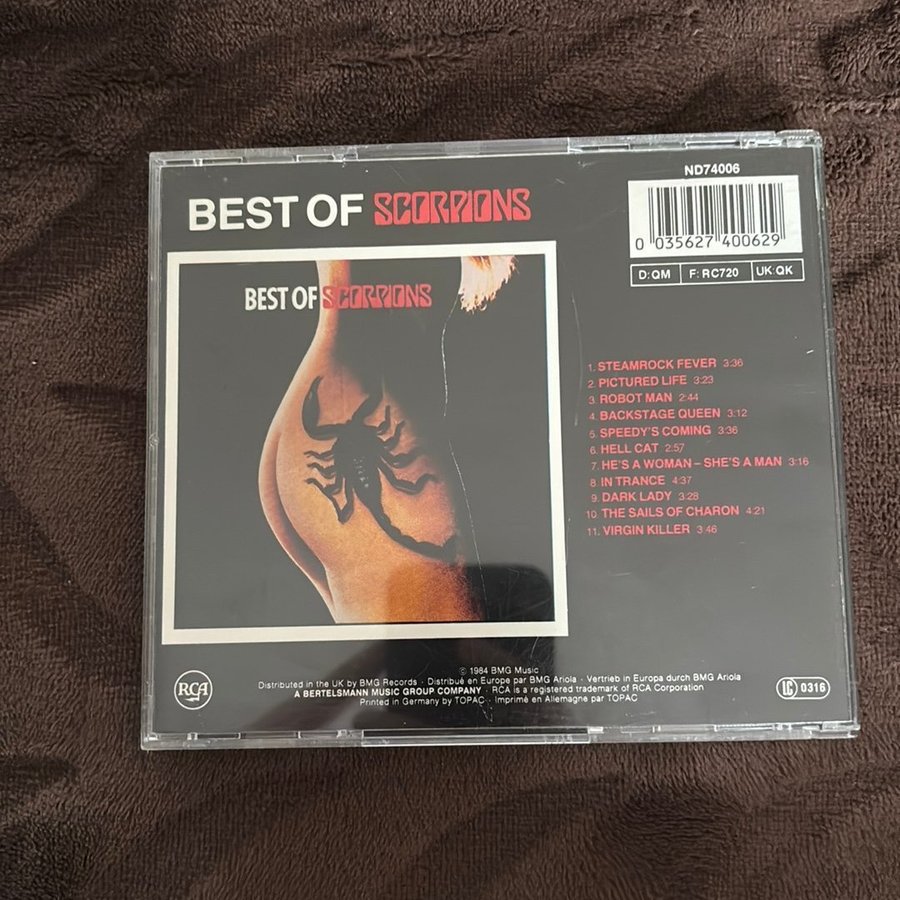 ND74006
BEST OF SCORPIONS
0 035627 400629
D:QM F:RC720 UK:QK
BEST OF SCORPIONS
1. STEAMROCK FEVER 3:36
2. PICTURED LIFE 3:23
3. ROBOT MAN 2:44
4. BACKSTAGE QUEEN 3:12
5. SPEEDY'S COMING 3:36
6. HELL CAT 2:57
7. HE'S A WOMAN – SHE'S A MAN 3:16
8. IN TRANCE 4:37
9. DARK LADY 3:28
10. THE SAILS OF CHARON 4:21
11. VIRGIN KILLER 3:46
© 1984 BMG Music
Distributed in the UK by BMG Records · Distribué en Europe par BMG Ariola · Vertrieb in Europa durch BMG Ariola
A BERTELSMANN MUSIC GROUP COMPANY · RCA is a registered trademark of RCA Corporation
Printed in Germany by TOPAC · Imprimé en Allemagne par TOPAC
RCA
LC 0316